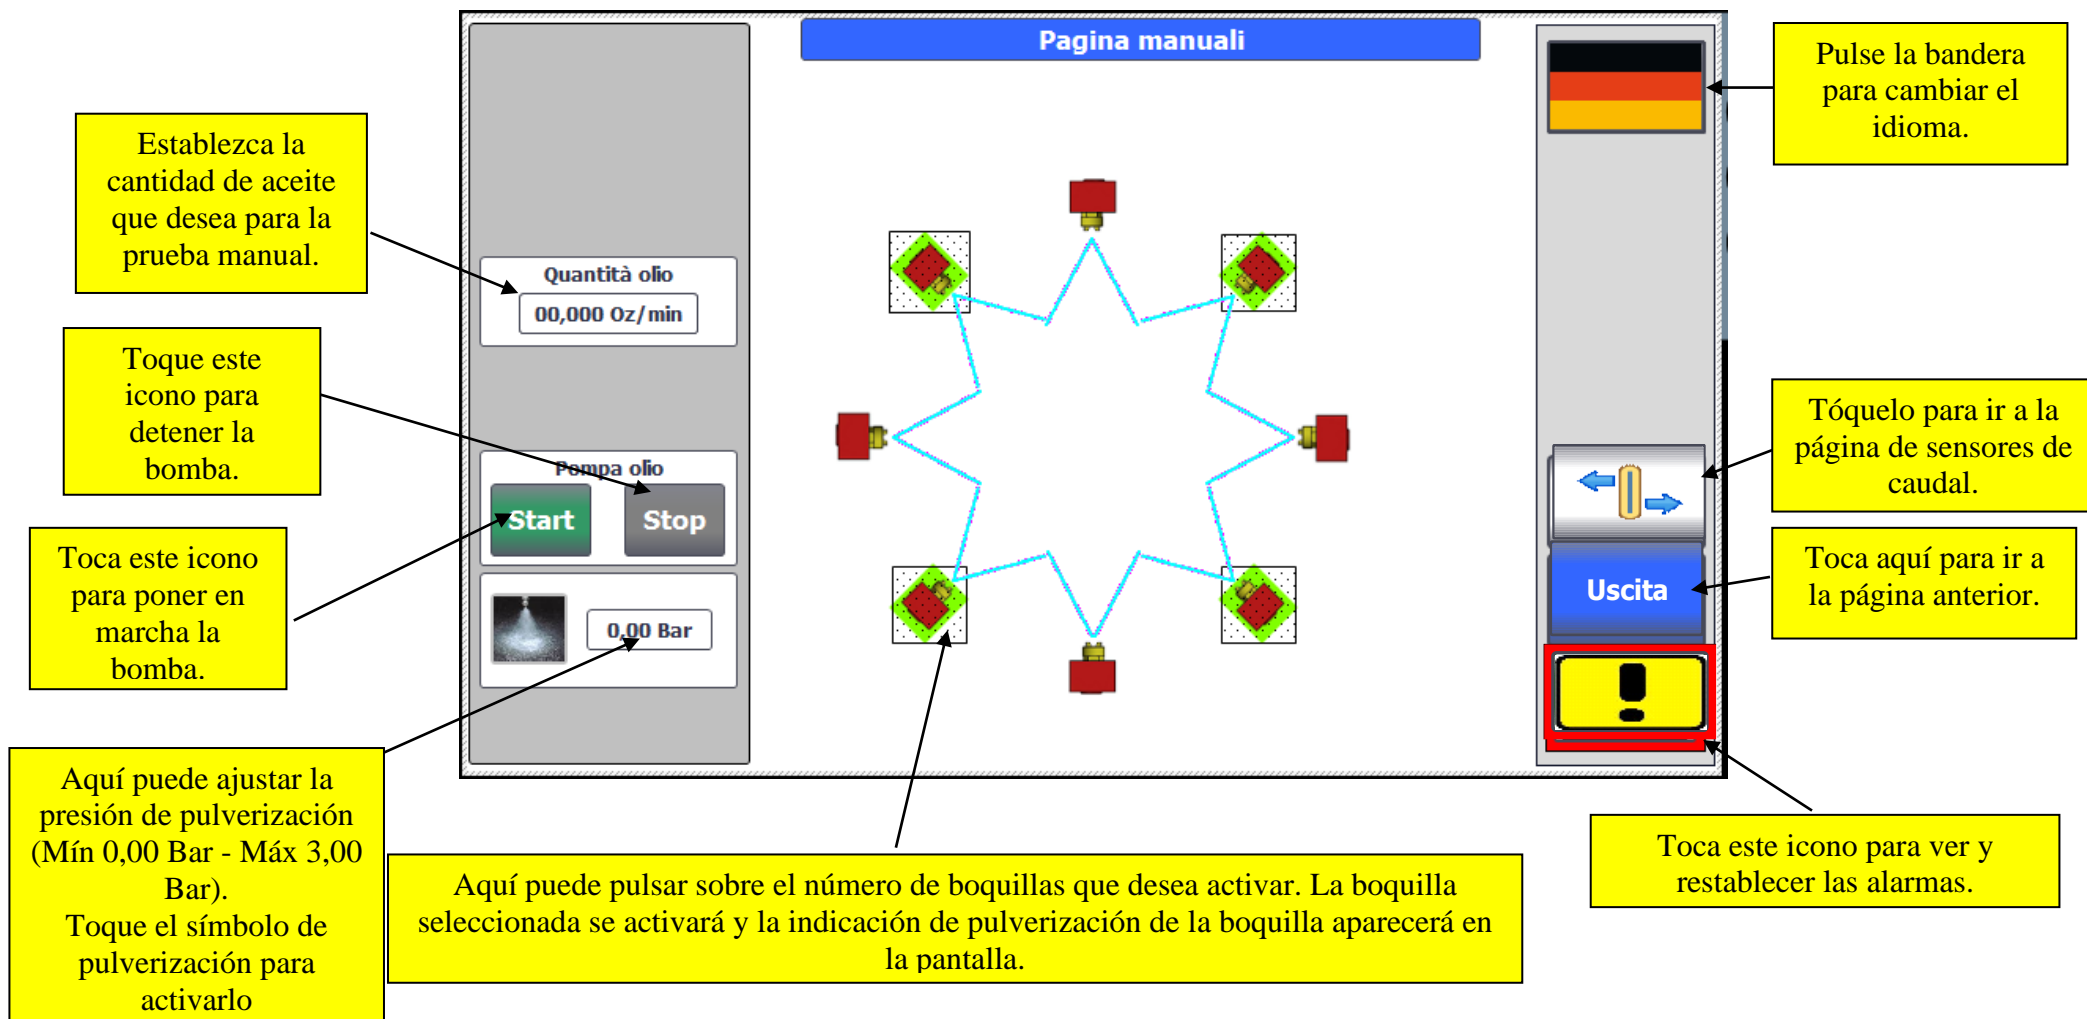 Pagina manuali
Pulse la bandera
para cambiar el
idioma.
Establezca la
cantidad de aceite
que desea para la
prueba manual.
Quantità olio
00,000 Oz/min
Toque este
icono para
detener la
bomba.
Tóquelo para ir a la
página de sensores de
caudal.
Pompa olio
Start
Stop
Toca este icono
para poner en
marcha la
bomba.
Toca aquí para ir a
la página anterior.
Uscita
0,00 Bar
Aquí puede ajustar la
presión de pulverización
(Mín 0,00 Bar - Máx 3,00
Bar).
Toque el símbolo de
pulverización para
activarlo
Aquí puede pulsar sobre el número de boquillas que desea activar. La boquilla
seleccionada se activará y la indicación de pulverización de la boquilla aparecerá en
la pantalla.
Toca este icono para ver y
restablecer las alarmas.